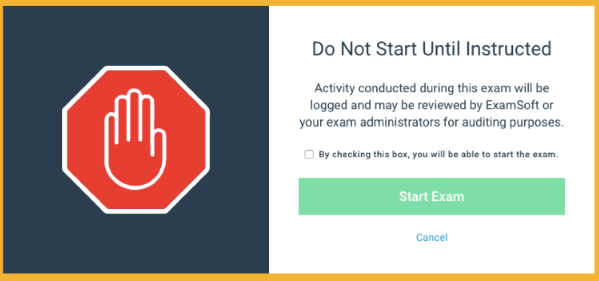 Do Not Start Until Instructed
Activity conducted during this exam will be
logged and may be reviewed by ExamSoft or
your exam administrators for auditing purposes.
By checking this box, you will be able to start the exam.
Start Exam
Cancel